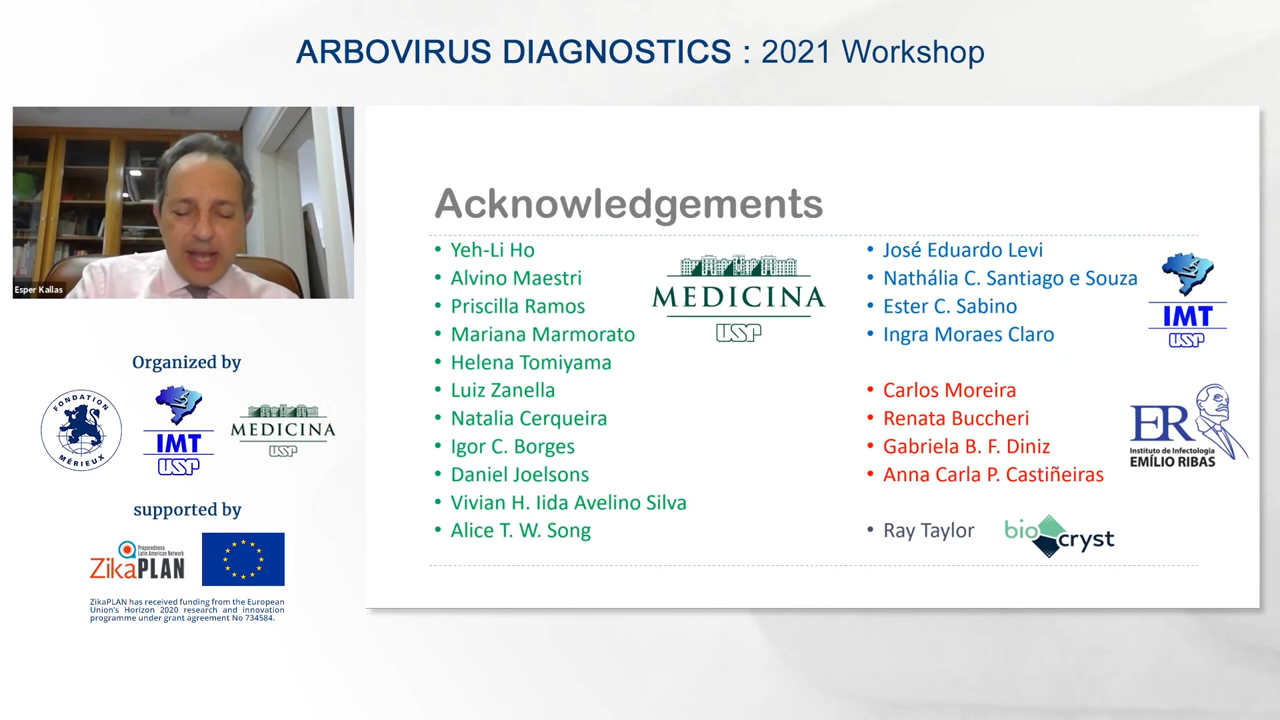 ARBOVIRUS DIAGNOSTICS : 2021 Workshop
Esper Kallas
Organized by
FONDATION
MÉRIEUX
IMT
USP
MEDICINA
USP
supported by
Preparedness
Latin American Network
ZikaPLAN
ZikaPLAN has received funding from the European
Union's Horizon 2020 research and innovation
programme under grant agreement No 734584.
Acknowledgements
• Yeh-Li Ho
• Alvino Maestri
• Priscilla Ramos
• Mariana Marmorato
• Helena Tomiyama
• Luiz Zanella
• Natalia Cerqueira
• Igor C. Borges
• Daniel Joelsons
• Vivian H. Iida Avelino Silva
• Alice T. W. Song
MEDICINA
USP
• José Eduardo Levi
• Nathália C. Santiago e Souza
• Ester C. Sabino
• Ingra Moraes Claro
IMT
USP
• Carlos Moreira
• Renata Buccheri
• Gabriela B. F. Diniz
• Anna Carla P. Castiñeiras
ER
Instituto de Infectologia
EMÍLIO RIBAS
• Ray Taylor
biocryst